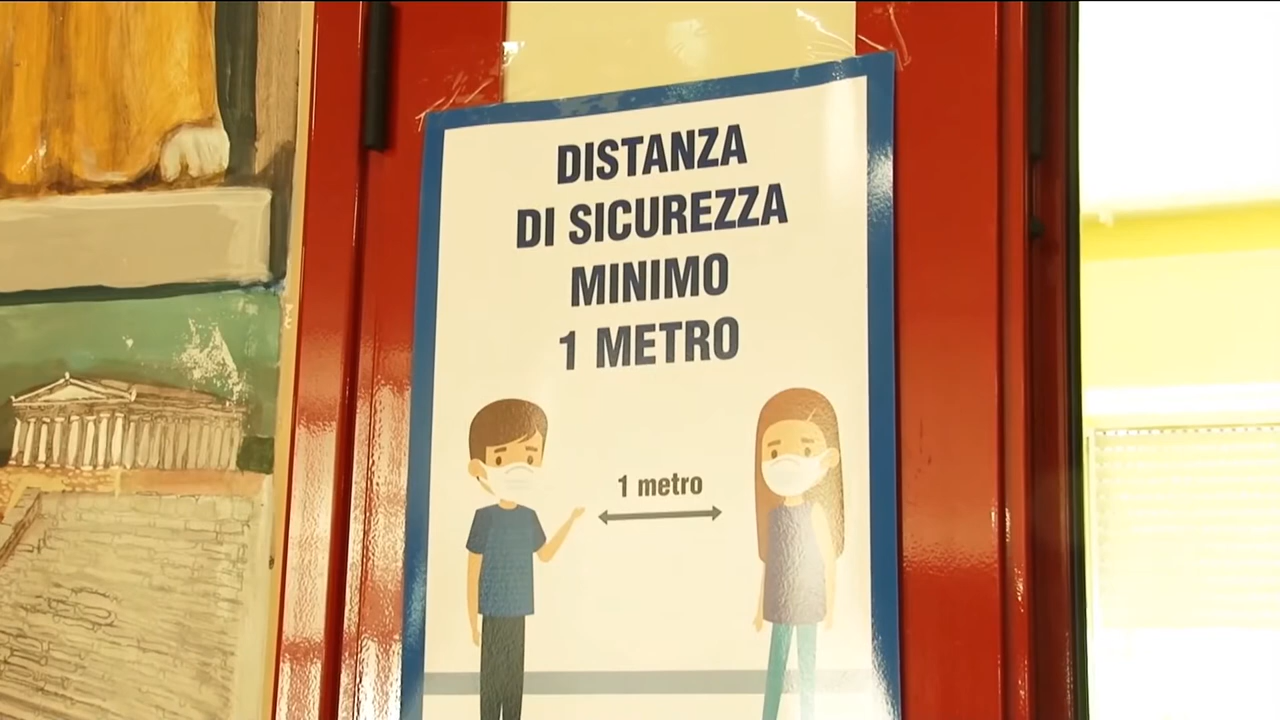 DISTANZA
DI SICUREZZA
MINIMO
1 METRO
1 metro